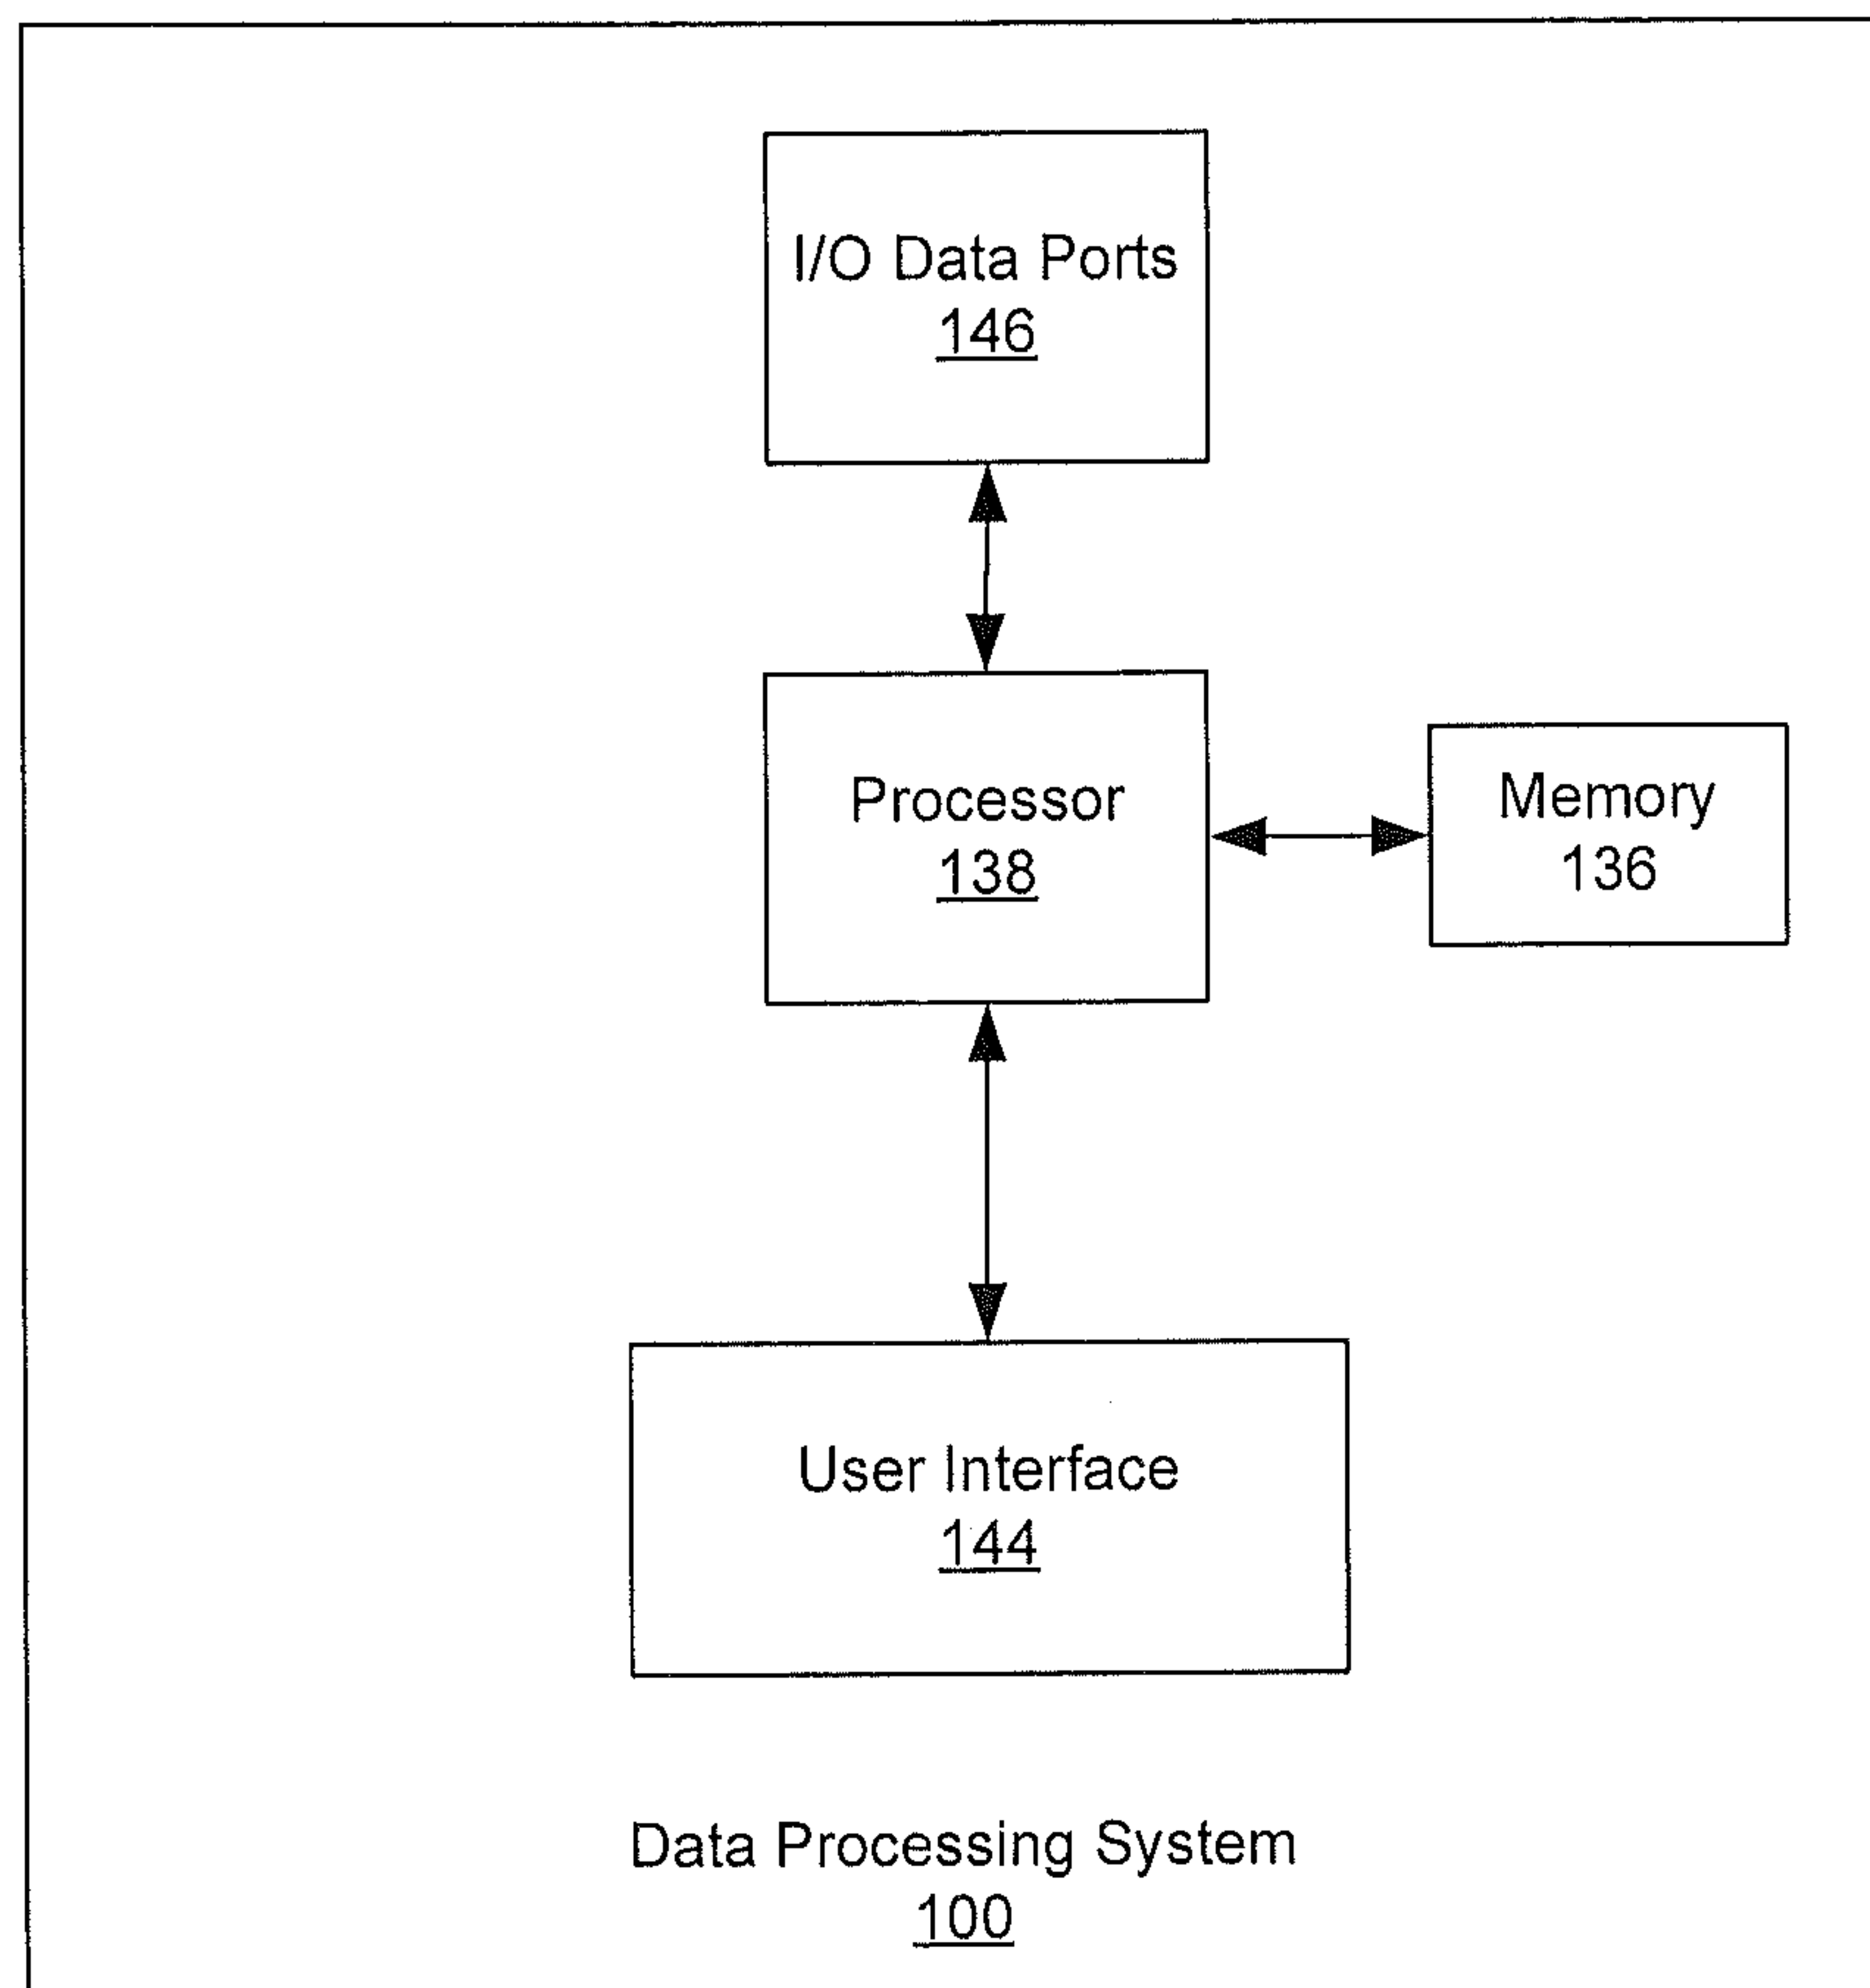 I/O Data Ports
146
Processor
138
Memory
136
User Interface
144
Data Processing System
100